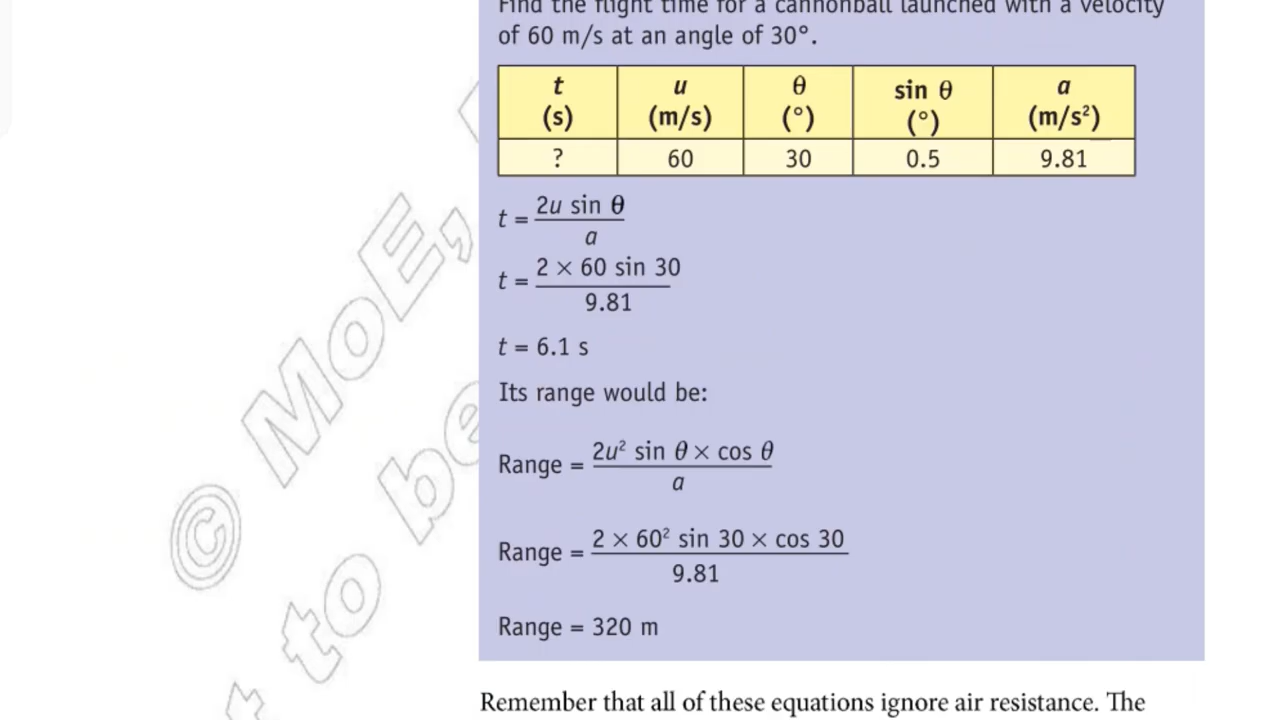 Find the flight time for a cannonball launched with a velocity
of 60 m/s at an angle of 30°.
t (s) u (m/s) θ (°) sin θ (°) a (m/s²)
? 60 30 0.5 9.81
t = 2u sin θ / a
t = 2 × 60 sin 30 / 9.81
t = 6.1 s
Its range would be:
Range = 2u² sin θ × cos θ / a
Range = 2 × 60² sin 30 × cos 30 / 9.81
Range = 320 m
Remember that all of these equations ignore air resistance. The
© MoE,
to be